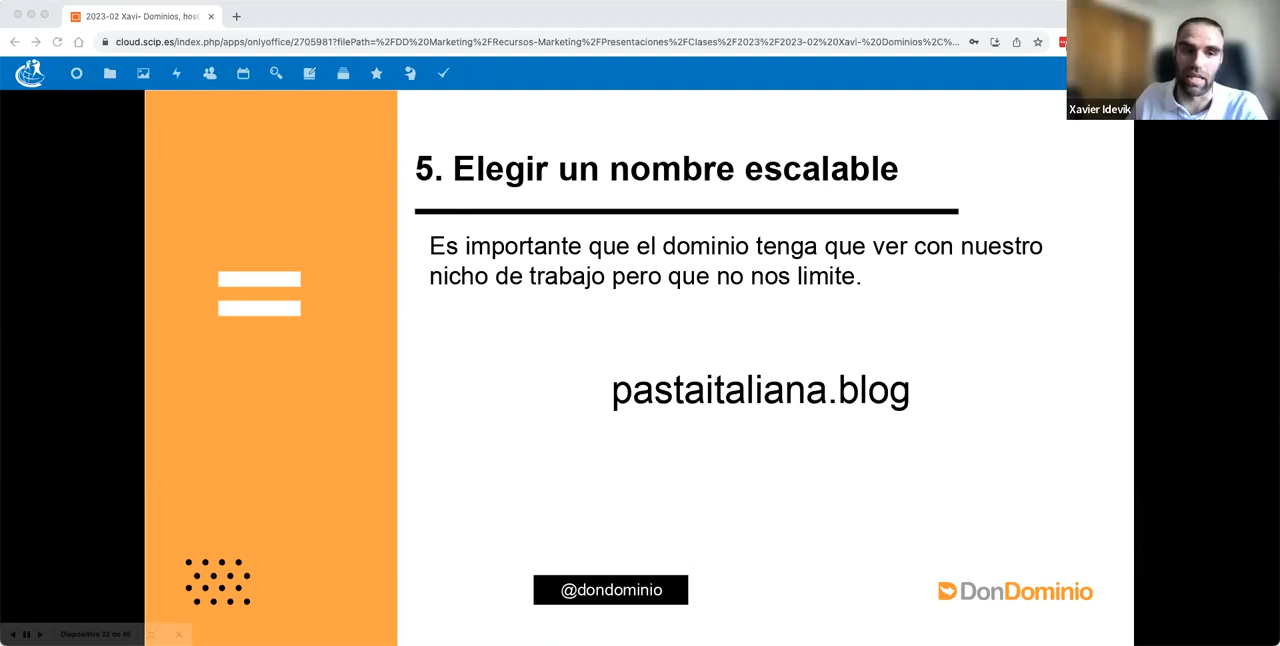 2023-02 Xavi- Dominios, host
cloud.scip.es/index.php/apps/onlyoffice/2705981?filePath=%2FDD%20Marketing%2FRecursos-Marketing%2FPresentaciones%2FClases%2F2023%2F2023-02%20Xavi-%20Dominios%2C%...
Xavier Idevik
5. Elegir un nombre escalable
Es importante que el dominio tenga que ver con nuestro
nicho de trabajo pero que no nos limite.
pastaitaliana.blog
@dondominio
DonDominio
Diapositiva 32 de 46